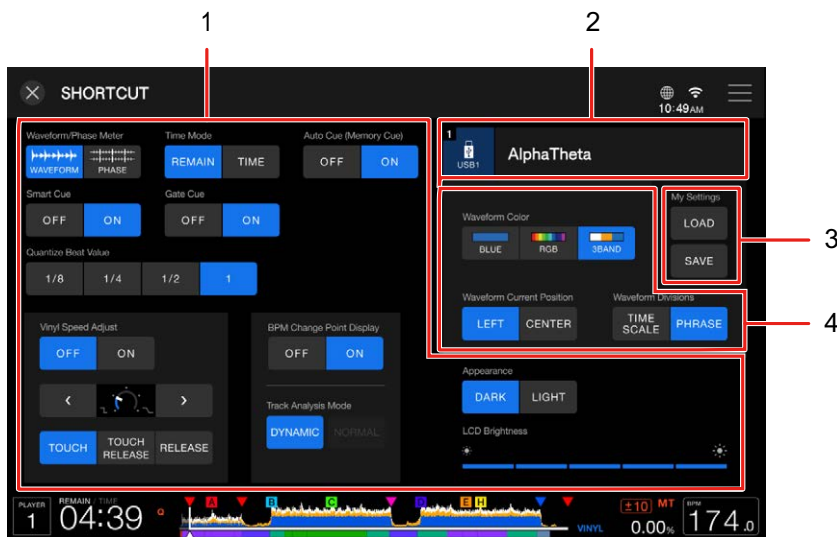 1
2
SHORTCUT
10:49AM
Waveform/Phase Meter
Time Mode
Auto Cue (Memory Cue)
WAVEFORM
PHASE
REMAIN
TIME
OFF
ON
1
USB1
AlphaTheta
Smart Cue
Gate Cue
OFF
ON
OFF
ON
My Settings
LOAD
SAVE
3
Waveform Color
BLUE
RGB
3BAND
Quantize Beat Value
1/8
1/4
1/2
1
Waveform Current Position
Waveform Divisions
LEFT
CENTER
TIME
SCALE
PHRASE
4
Vinyl Speed Adjust
OFF
ON
TOUCH
TOUCH
RELEASE
RELEASE
BPM Change Point Display
OFF
ON
Track Analysis Mode
DYNAMIC
NORMAL
Appearance
DARK
LIGHT
LCD Brightness
PLAYER
1
REMAIN / TIME
04:39
Q
A
B
C
D
E
H
VINYL
±10
MT
0.00%
BPM
174.0